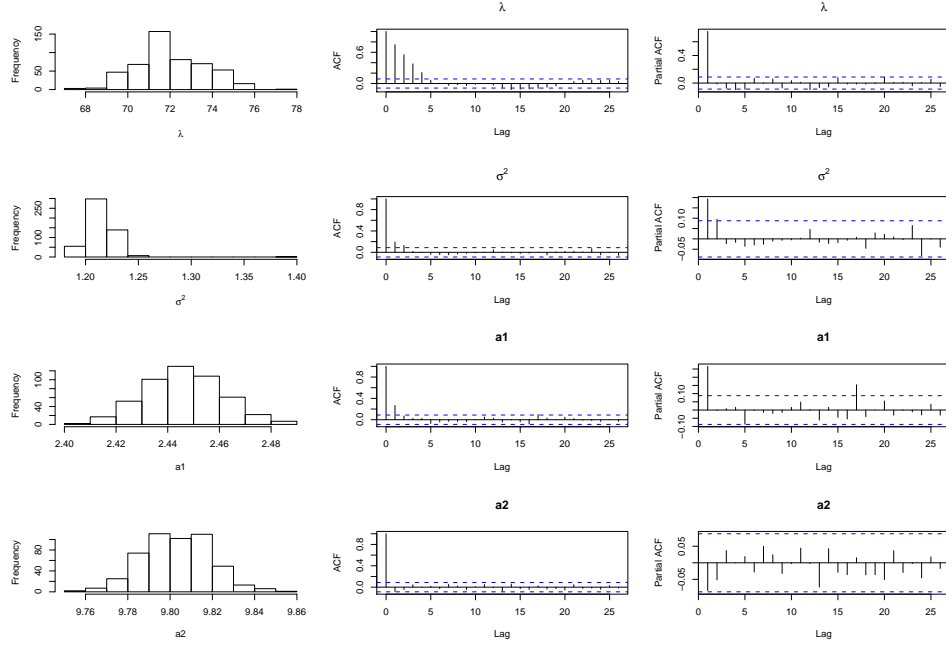 λ
λ
Frequency
0 50 150
68 70 72 74 76 78
λ
ACF
0.0 0.6
0 5 10 15 20 25
Lag
Partial ACF
0.0 0.4
0 5 10 15 20 25
Lag
σ²
σ²
Frequency
0 100 250
1.20 1.25 1.30 1.35 1.40
σ²
ACF
0.0 0.4 0.8
0 5 10 15 20 25
Lag
Partial ACF
−0.05 0.10
0 5 10 15 20 25
Lag
a1
a1
Frequency
0 40 100
2.40 2.42 2.44 2.46 2.48
a1
ACF
0.0 0.4 0.8
0 5 10 15 20 25
Lag
Partial ACF
−0.10 0.10
0 5 10 15 20 25
Lag
a2
a2
Frequency
0 40 80
9.76 9.78 9.80 9.82 9.84 9.86
a2
ACF
0.0 0.4 0.8
0 5 10 15 20 25
Lag
Partial ACF
−0.05 0.05
0 5 10 15 20 25
Lag